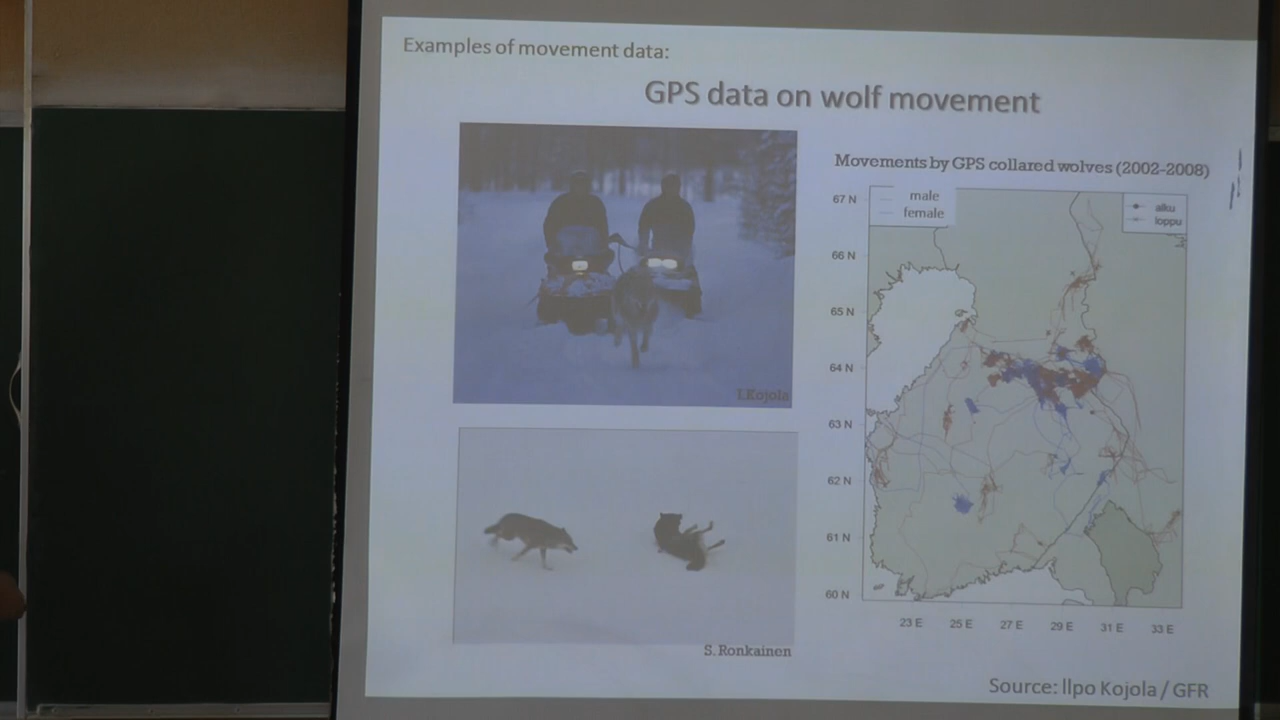 Examples of movement data:
GPS data on wolf movement
I.Kojola
S. Ronkainen
Movements by GPS collared wolves (2002-2008)
male
female
alku
loppu
67 N
66 N
65 N
64 N
63 N
62 N
61 N
60 N
23 E 25 E 27 E 29 E 31 E 33 E
Source: Ilpo Kojola / GFR